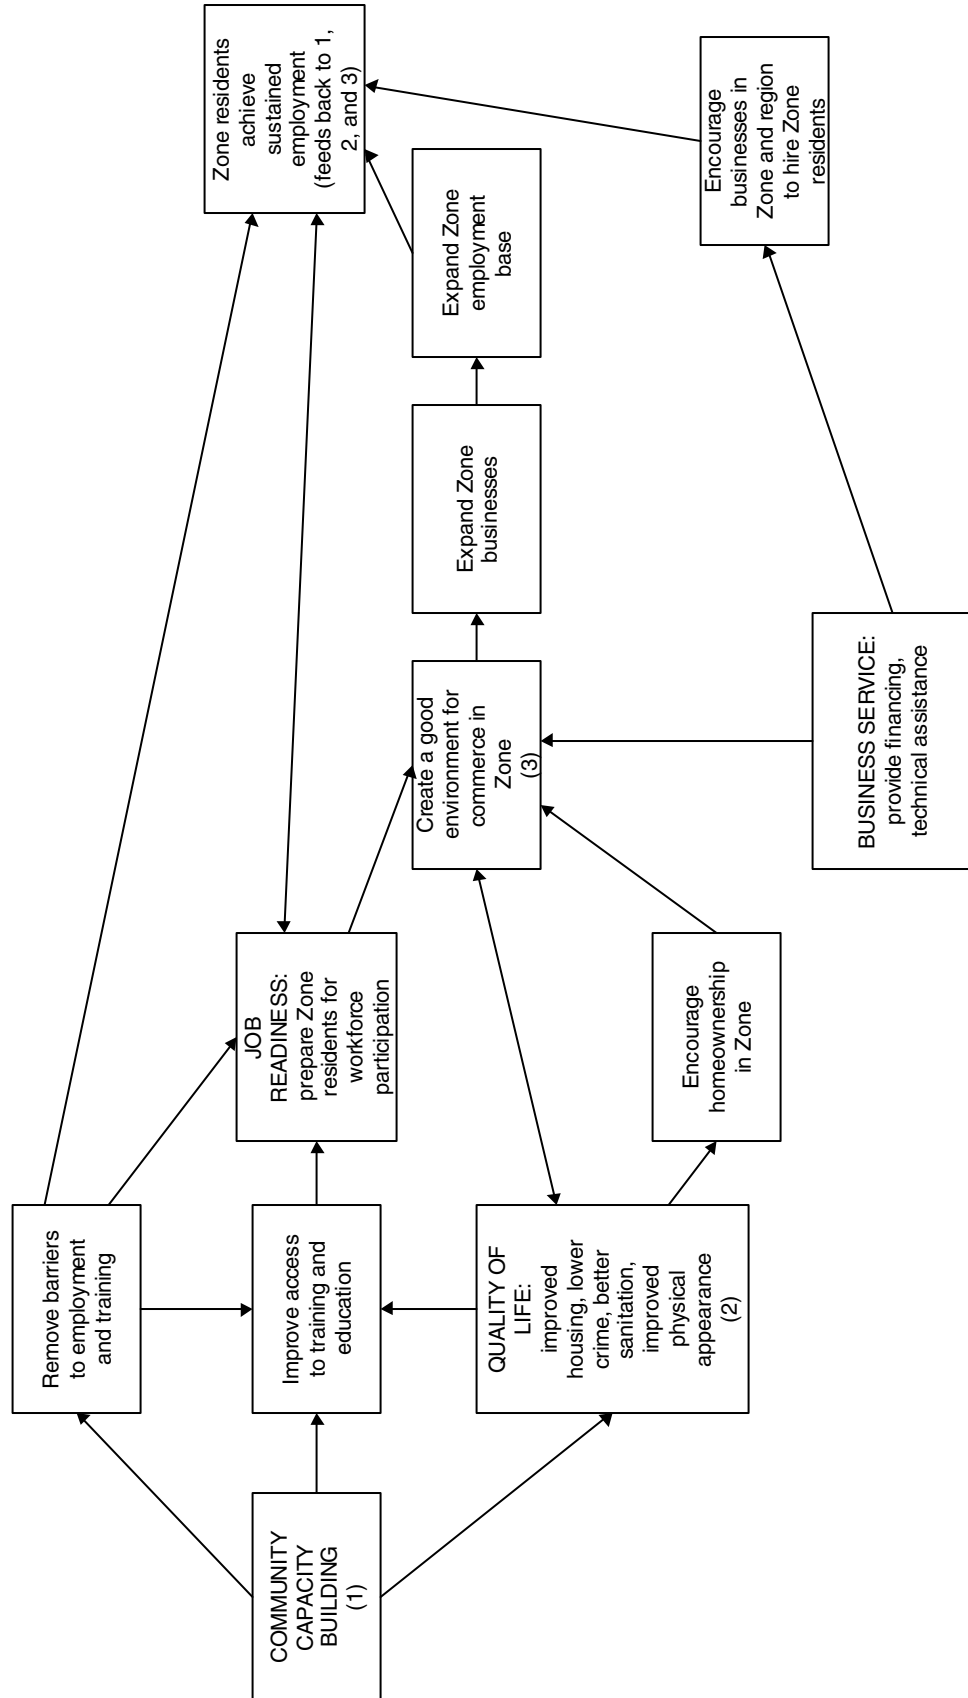 COMMUNITY
CAPACITY
BUILDING
(1)
Remove barriers
to employment
and training
Improve access
to training and
education
QUALITY OF
LIFE:
improved
housing, lower
crime, better
sanitation,
improved
physical
appearance
(2)
JOB
READINESS:
prepare Zone
residents for
workforce
participation
Encourage
homeownership
in Zone
Create a good
environment for
commerce in
Zone
(3)
BUSINESS SERVICE:
provide financing,
technical assistance
Expand Zone
businesses
Expand Zone
employment
base
Zone residents
achieve
sustained
employment
(feeds back to 1,
2, and 3)
Encourage
businesses in
Zone and region
to hire Zone
residents